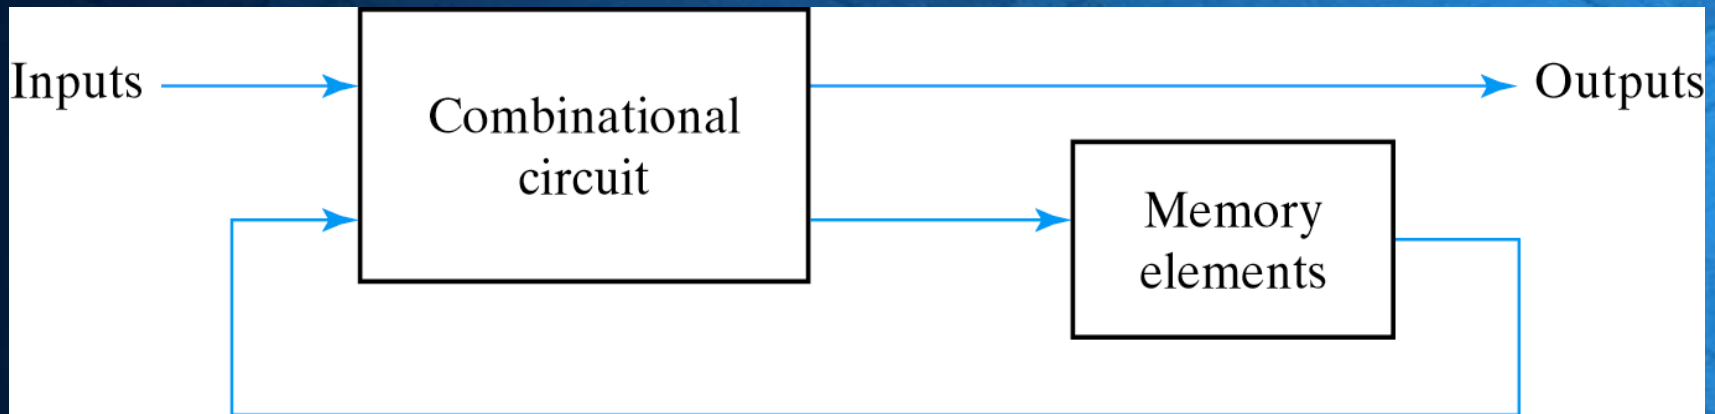 Inputs
Combinational
circuit
Outputs
Memory
elements